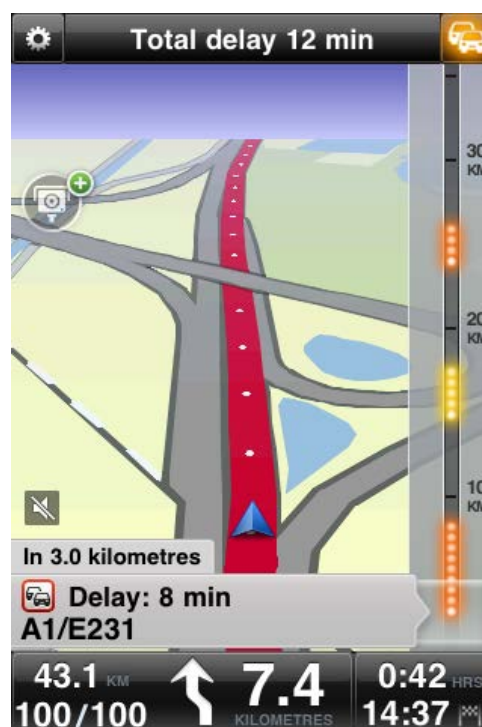 Total delay 12 min
30
KM
20
KM
10
KM
In 3.0 kilometres
Delay: 8 min
A1/E231
43.1 KM
100/100
7.4
KILOMETRES
0:42 HRS
14:37